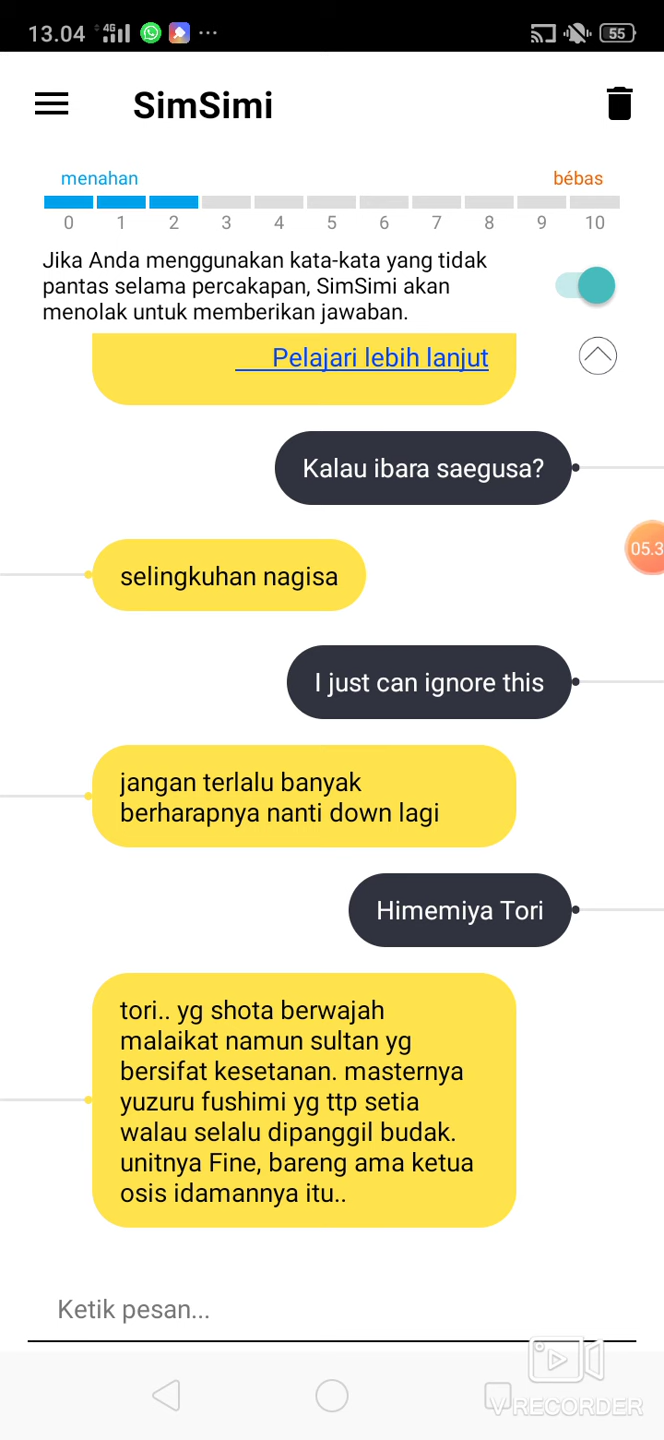 13.04 4G 55
SimSimi
menahan bébas
0 1 2 3 4 5 6 7 8 9 10
Jika Anda menggunakan kata-kata yang tidak
pantas selama percakapan, SimSimi akan
menolak untuk memberikan jawaban.
Pelajari lebih lanjut
Kalau ibara saegusa?
05.3
selingkuhan nagisa
I just can ignore this
jangan terlalu banyak
berharapnya nanti down lagi
Himemiya Tori
tori.. yg shota berwajah
malaikat namun sultan yg
bersifat kesetanan. masternya
yuzuru fushimi yg ttp setia
walau selalu dipanggil budak.
unitnya Fine, bareng ama ketua
osis idamannya itu..
Ketik pesan...
VRECORDER